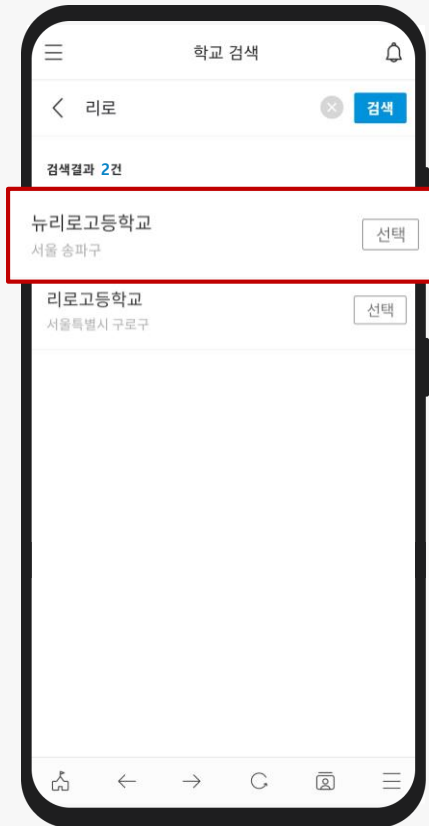 학교 검색
리로
검색
검색결과 2건
뉴리로고등학교
서울 송파구
선택
리로고등학교
서울특별시 구로구
선택